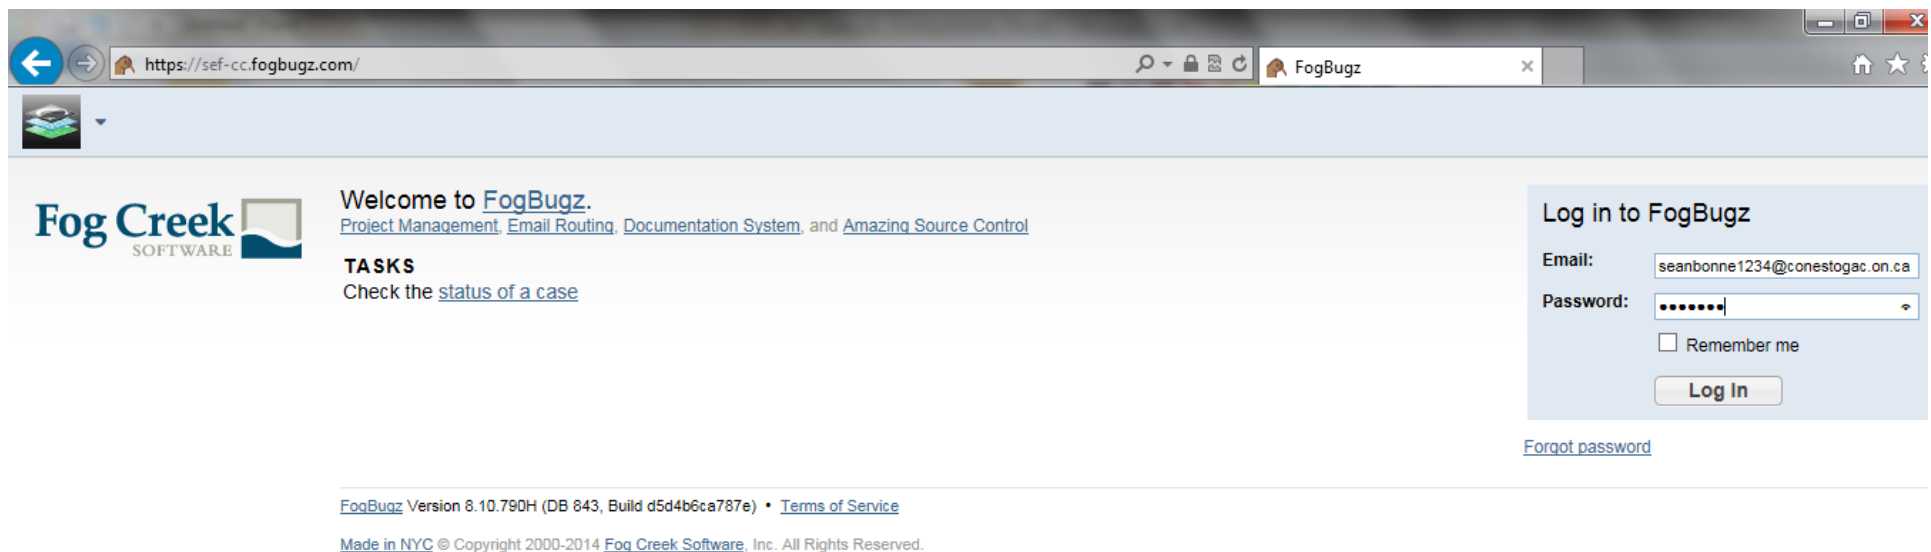 https://sef-cc.fogbugz.com/
FogBugz
Fog Creek
SOFTWARE
Welcome to FogBugz.
Project Management, Email Routing, Documentation System, and Amazing Source Control
TASKS
Check the status of a case
Log in to FogBugz
Email: seanbonne1234@conestogac.on.ca
Password: •••••••
Remember me
Log In
Forgot password
FogBugz Version 8.10.790H (DB 843, Build d5d4b6ca787e) • Terms of Service
Made in NYC © Copyright 2000-2014 Fog Creek Software, Inc. All Rights Reserved.